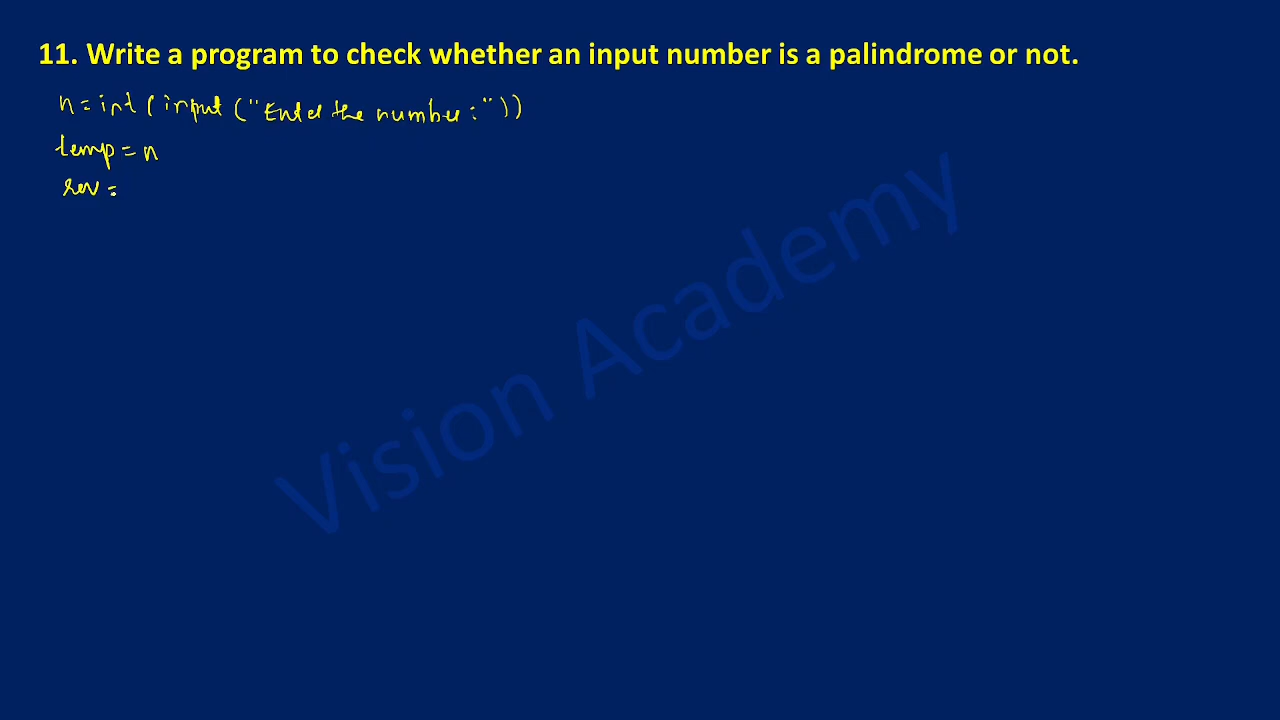 11. Write a program to check whether an input number is a palindrome or not.
n = int(input("Enter the number:"))
temp = n
rev =
Vision Academy